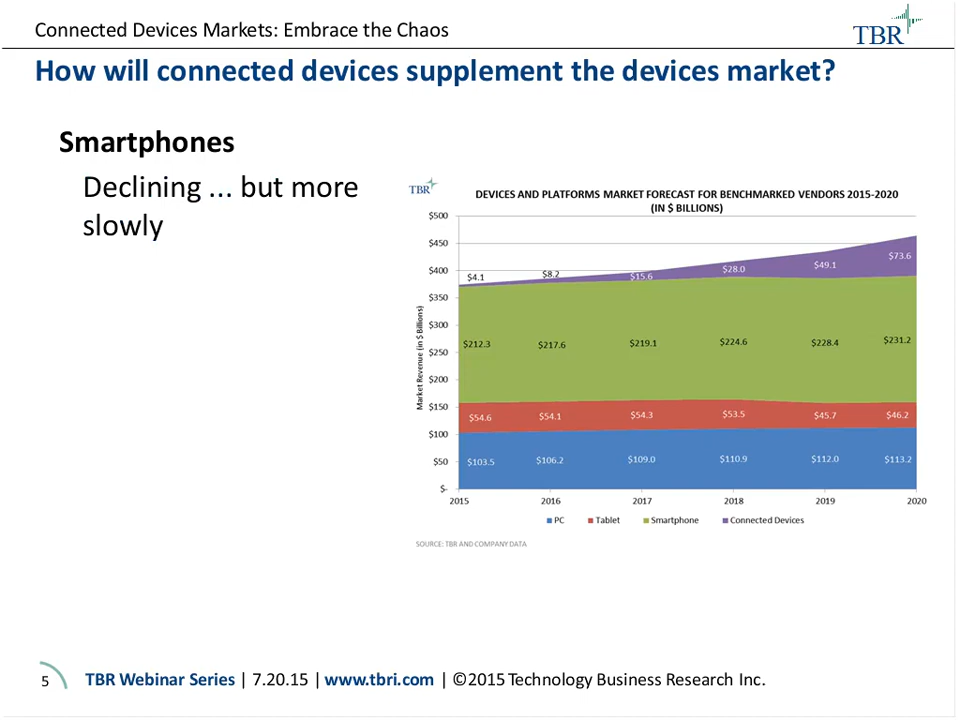 Connected Devices Markets: Embrace the Chaos
TBR
How will connected devices supplement the devices market?
Smartphones
Declining ... but more
slowly
TBR
DEVICES AND PLATFORMS MARKET FORECAST FOR BENCHMARKED VENDORS 2015-2020
(IN $ BILLIONS)
Market Revenue (in $ Billions)
$500
$450
$400
$350
$300
$250
$200
$150
$100
$50
$-
$4.1 $8.2 $15.6 $28.0 $49.1 $73.6
$212.3 $217.6 $219.1 $224.6 $228.4 $231.2
$54.6 $54.1 $54.3 $53.5 $45.7 $46.2
$103.5 $106.2 $109.0 $110.9 $112.0 $113.2
2015 2016 2017 2018 2019 2020
PC Tablet Smartphone Connected Devices
SOURCE: TBR AND COMPANY DATA
5 TBR Webinar Series | 7.20.15 | www.tbri.com | ©2015 Technology Business Research Inc.